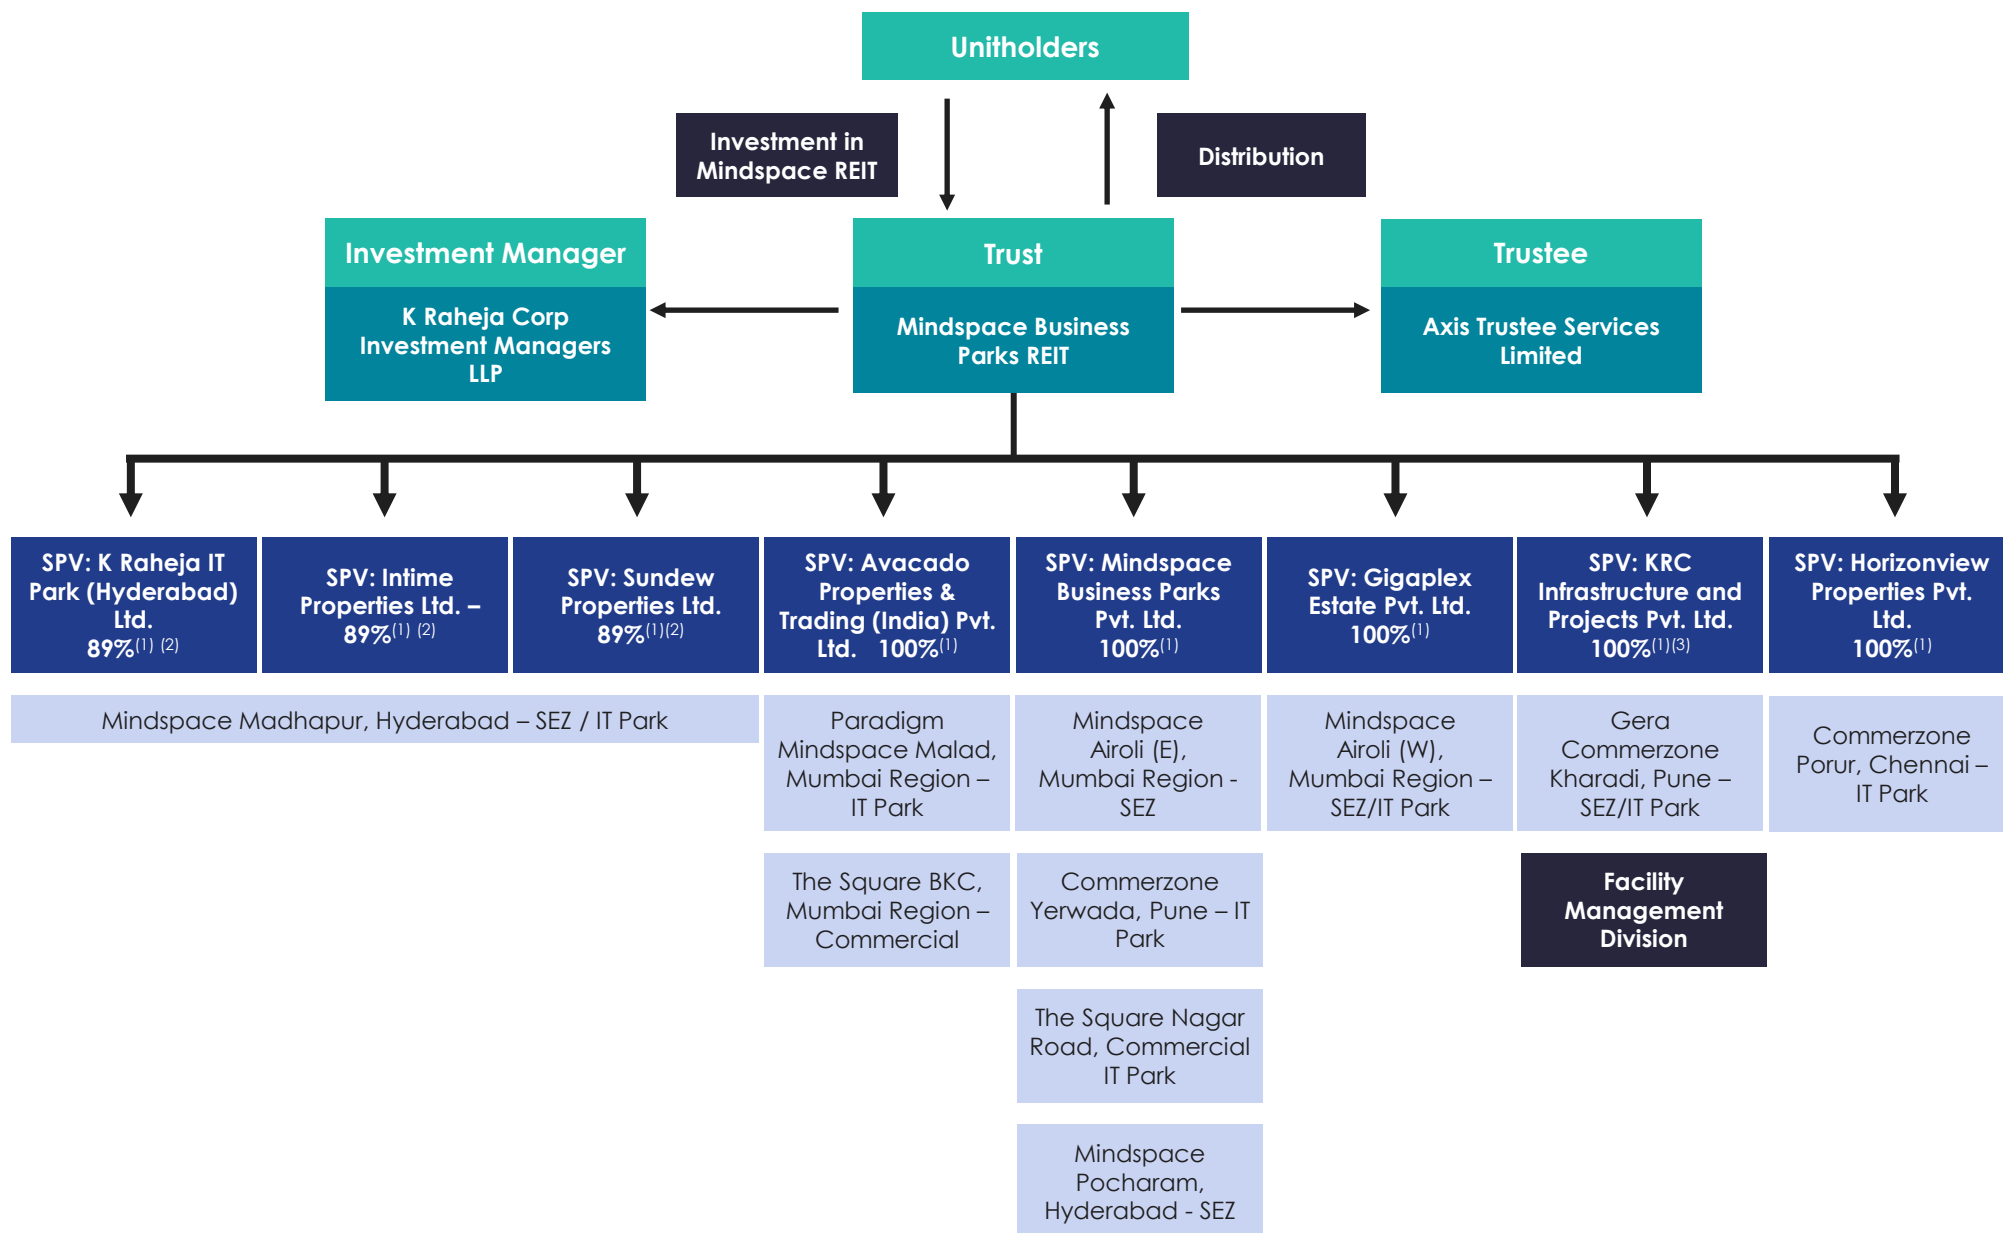 Unitholders
Investment in
Mindspace REIT
Distribution
Investment Manager
K Raheja Corp
Investment Managers
LLP
Trust
Mindspace Business
Parks REIT
Trustee
Axis Trustee Services
Limited
SPV: K Raheja IT
Park (Hyderabad)
Ltd.
89%(1) (2)
SPV: Intime
Properties Ltd. –
89%(1) (2)
SPV: Sundew
Properties Ltd.
89%(1)(2)
SPV: Avacado
Properties &
Trading (India) Pvt.
Ltd. 100%(1)
SPV: Mindspace
Business Parks
Pvt. Ltd.
100%(1)
SPV: Gigaplex
Estate Pvt. Ltd.
100%(1)
SPV: KRC
Infrastructure and
Projects Pvt. Ltd.
100%(1)(3)
SPV: Horizonview
Properties Pvt.
Ltd.
100%(1)
Mindspace Madhapur, Hyderabad – SEZ / IT Park
Paradigm
Mindspace Malad,
Mumbai Region –
IT Park
Mindspace
Airoli (E),
Mumbai Region -
SEZ
Mindspace
Airoli (W),
Mumbai Region –
SEZ/IT Park
Gera
Commerzone
Kharadi, Pune –
SEZ/IT Park
Commerzone
Porur, Chennai –
IT Park
The Square BKC,
Mumbai Region –
Commercial
Commerzone
Yerwada, Pune – IT
Park
Facility
Management
Division
The Square Nagar
Road, Commercial
IT Park
Mindspace
Pocharam,
Hyderabad - SEZ